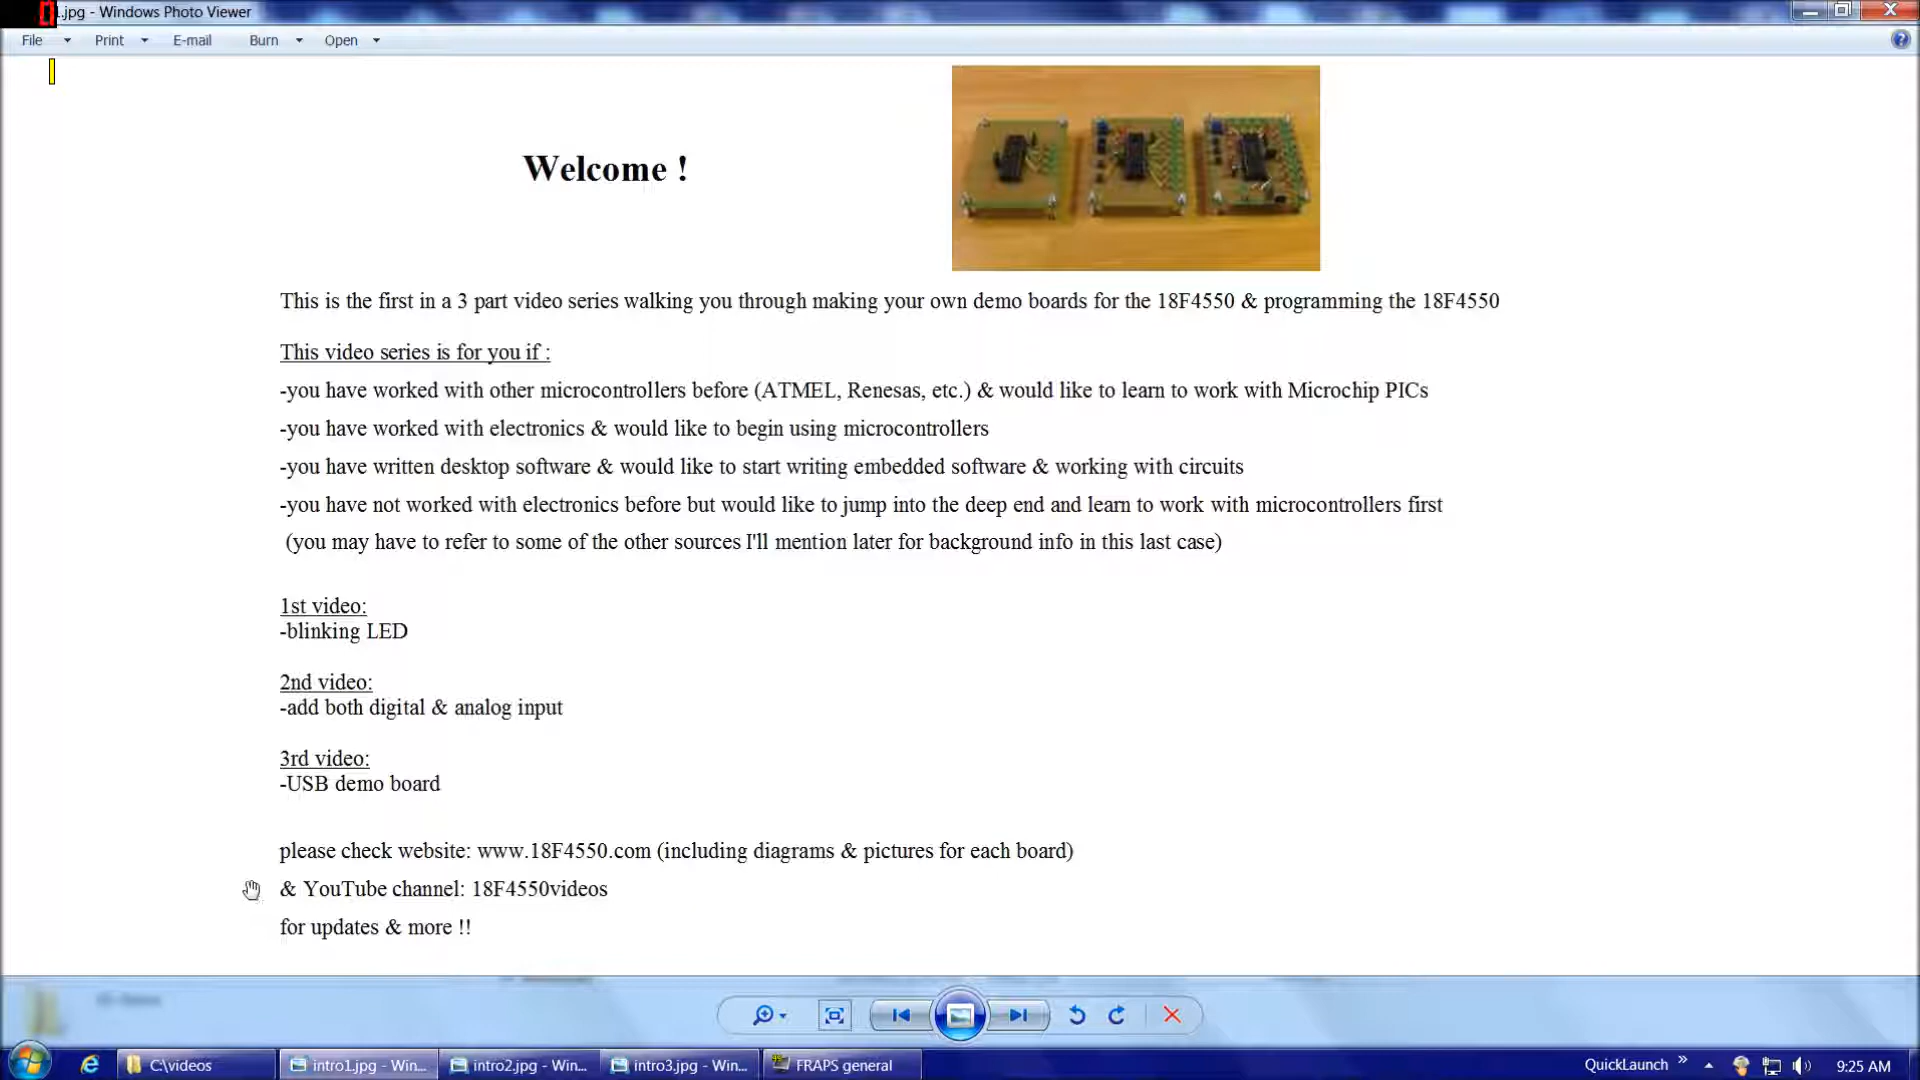 .jpg - Windows Photo Viewer
File Print E-mail Burn Open
Welcome !
This is the first in a 3 part video series walking you through making your own demo boards for the 18F4550 & programming the 18F4550
This video series is for you if :
-you have worked with other microcontrollers before (ATMEL, Renesas, etc.) & would like to learn to work with Microchip PICs
-you have worked with electronics & would like to begin using microcontrollers
-you have written desktop software & would like to start writing embedded software & working with circuits
-you have not worked with electronics before but would like to jump into the deep end and learn to work with microcontrollers first
(you may have to refer to some of the other sources I'll mention later for background info in this last case)
1st video:
-blinking LED
2nd video:
-add both digital & analog input
3rd video:
-USB demo board
please check website: www.18F4550.com (including diagrams & pictures for each board)
& YouTube channel: 18F4550videos
for updates & more !!
C:\videos intro1.jpg - Win... intro2.jpg - Win... intro3.jpg - Win... FRAPS general QuickLaunch » 9:25 AM